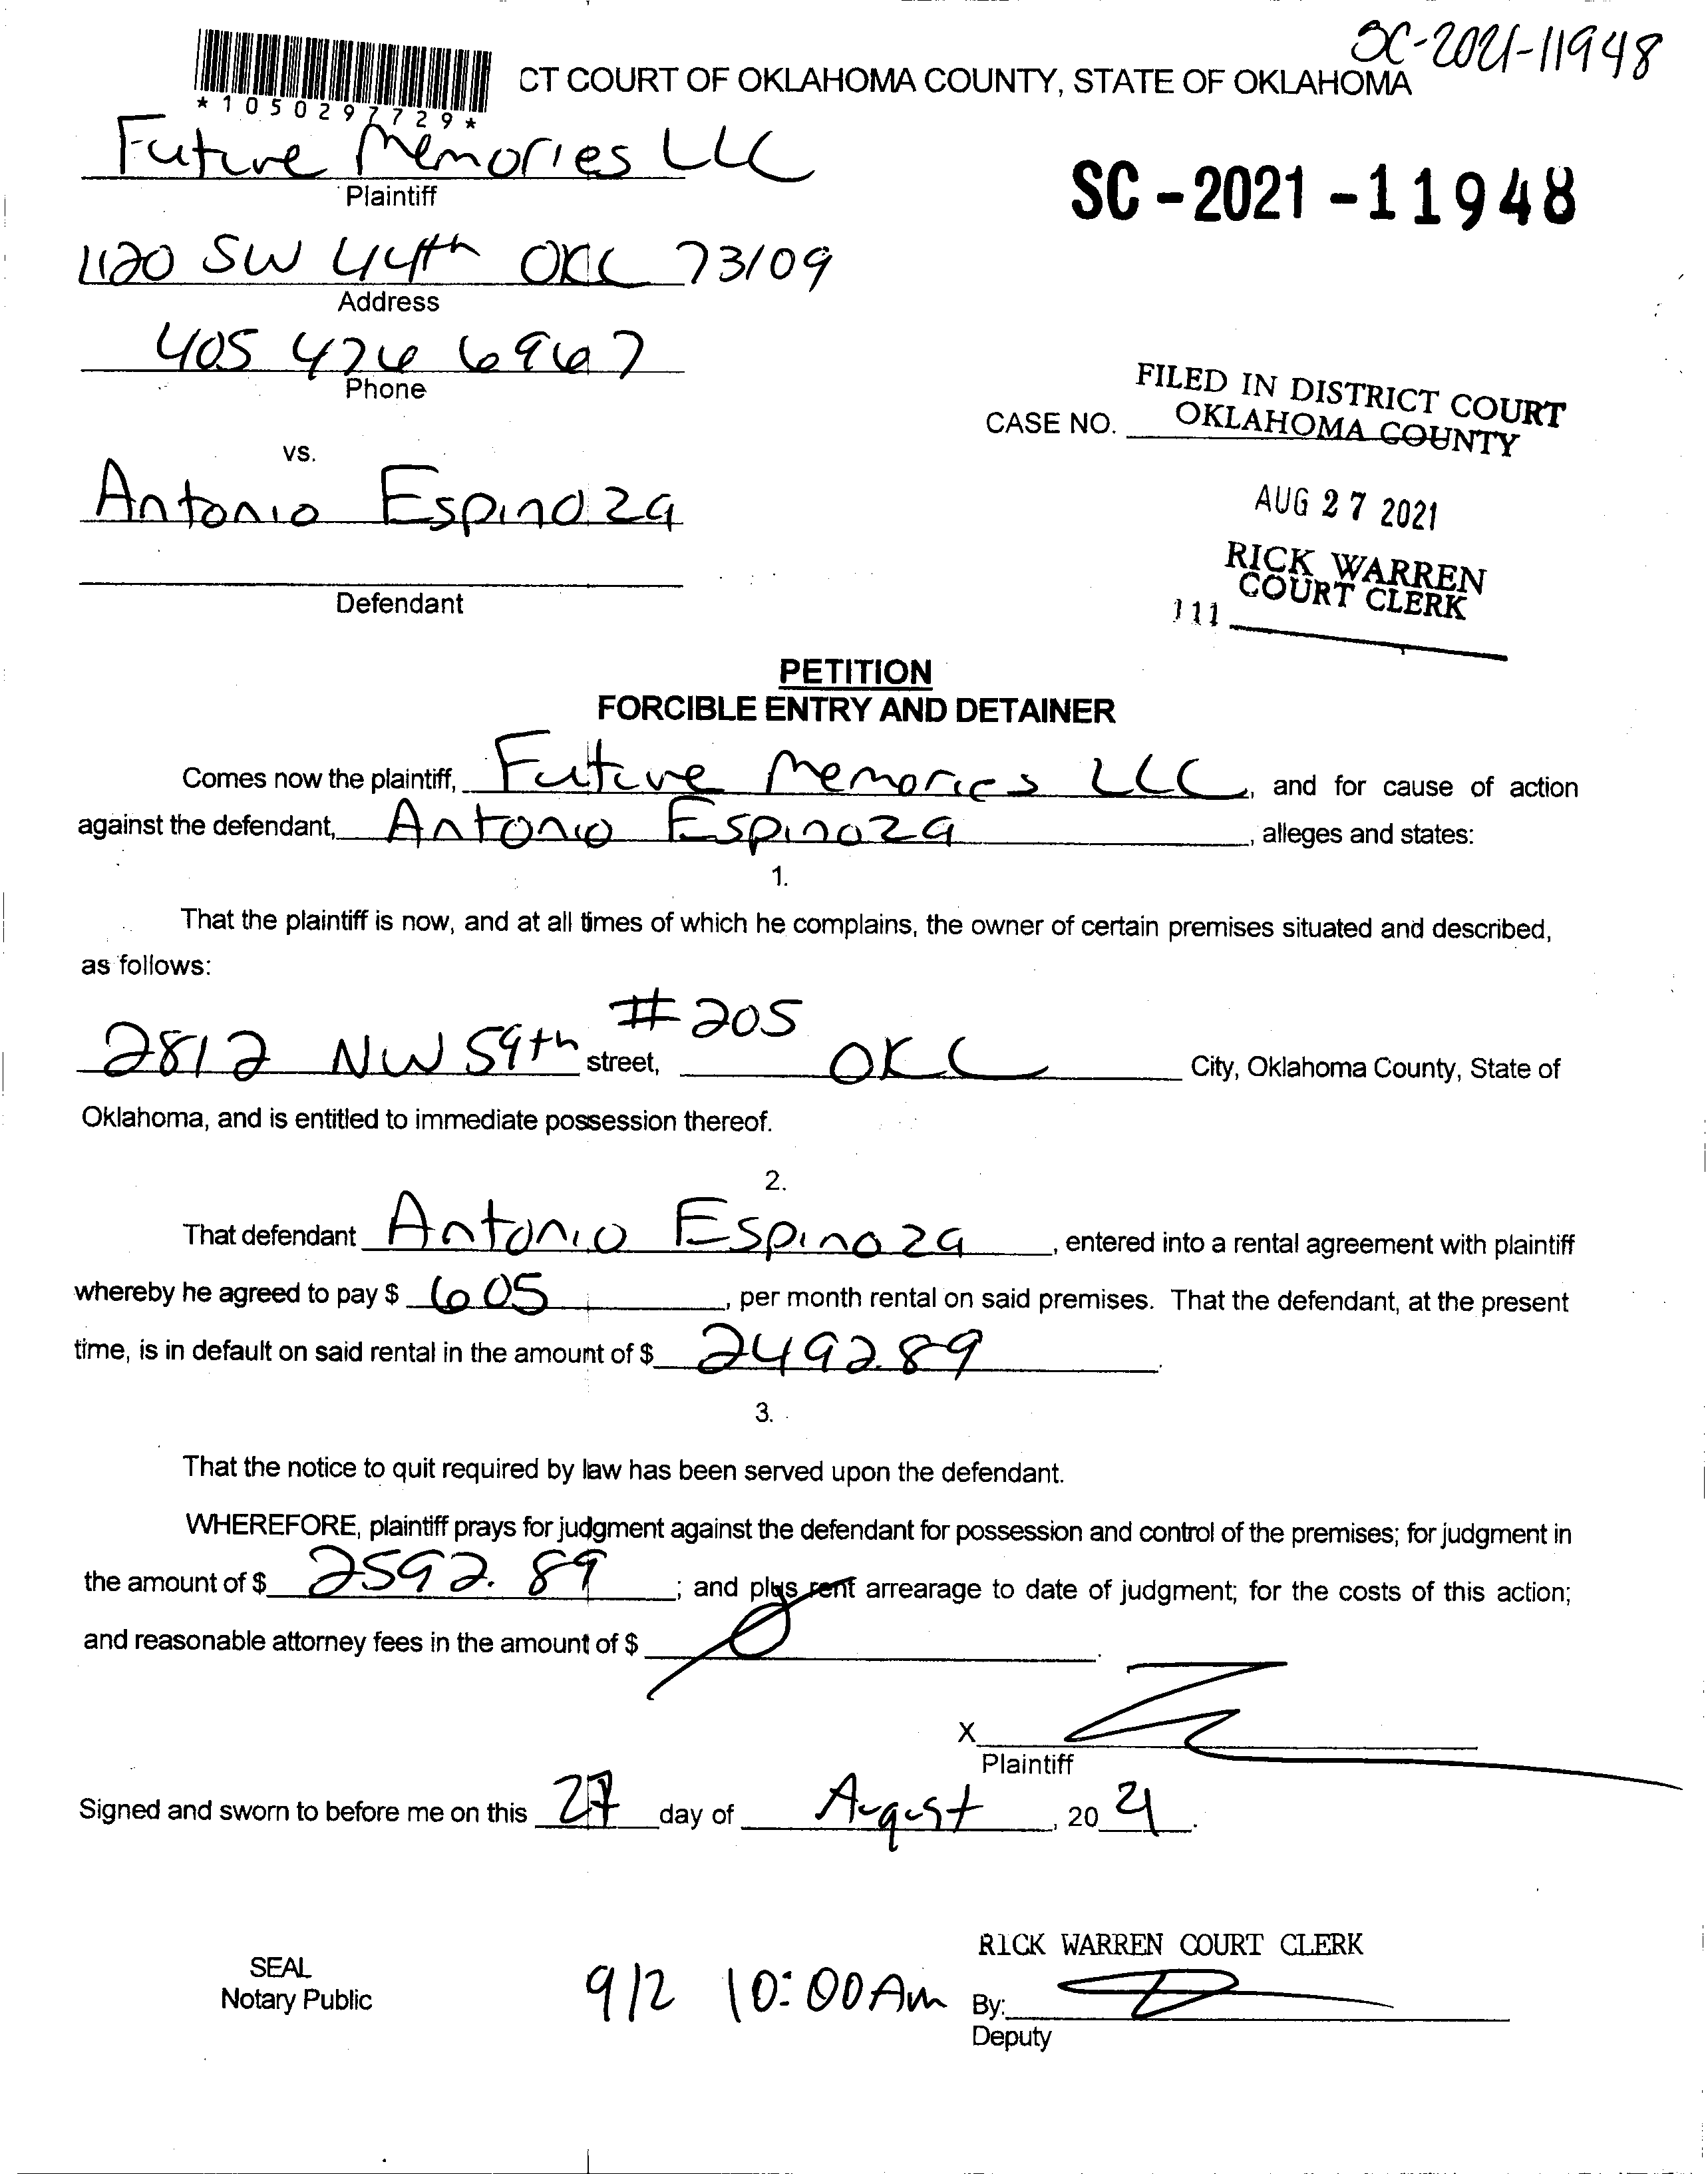 SC-2021-11948
CT COURT OF OKLAHOMA COUNTY, STATE OF OKLAHOMA
*1050297729*
Future Memories LLC
Plaintiff
SC-2021-11948
1120 SW 44th OKC 73109
Address
405 474 6967
Phone
FILED IN DISTRICT COURT
OKLAHOMA COUNTY
CASE NO.
vs.
Antonio Espinoza
AUG 27 2021
RICK WARREN
COURT CLERK
Defendant
111
PETITION
FORCIBLE ENTRY AND DETAINER
Comes now the plaintiff, Future Memories LLC, and for cause of action
against the defendant, Antonio Espinoza, alleges and states:
1.
That the plaintiff is now, and at all times of which he complains, the owner of certain premises situated and described,
as follows:
#205
2812 NW 59th street, OKC City, Oklahoma County, State of
Oklahoma, and is entitled to immediate possession thereof.
2.
That defendant Antonio Espinoza, entered into a rental agreement with plaintiff
whereby he agreed to pay $ 605, per month rental on said premises. That the defendant, at the present
time, is in default on said rental in the amount of $ 2492.89.
3.
That the notice to quit required by law has been served upon the defendant.
WHEREFORE, plaintiff prays for judgment against the defendant for possession and control of the premises; for judgment in
the amount of $ 2592.89; and plus rent arrearage to date of judgment; for the costs of this action;
and reasonable attorney fees in the amount of $ 0.
X
Plaintiff
Signed and sworn to before me on this 27 day of August, 20 21.
RICK WARREN COURT CLERK
SEAL
Notary Public
9/2 10:00Am By:
Deputy